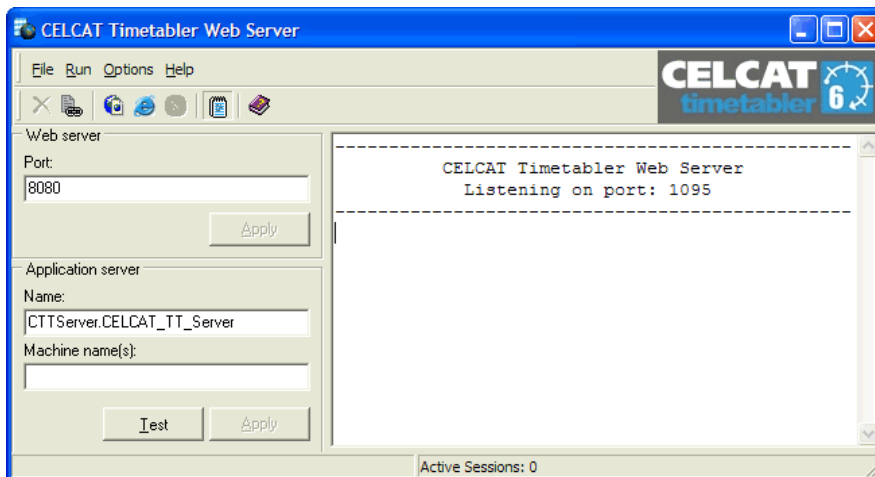 CELCAT Timetabler Web Server
File Run Options Help
CELCAT
timetabler 6
Web server
Port:
8080
Apply
Application server
Name:
CTTServer.CELCAT_TT_Server
Machine name(s):
Test Apply
------------------------------------------------
CELCAT Timetabler Web Server
Listening on port: 1095
------------------------------------------------
Active Sessions: 0